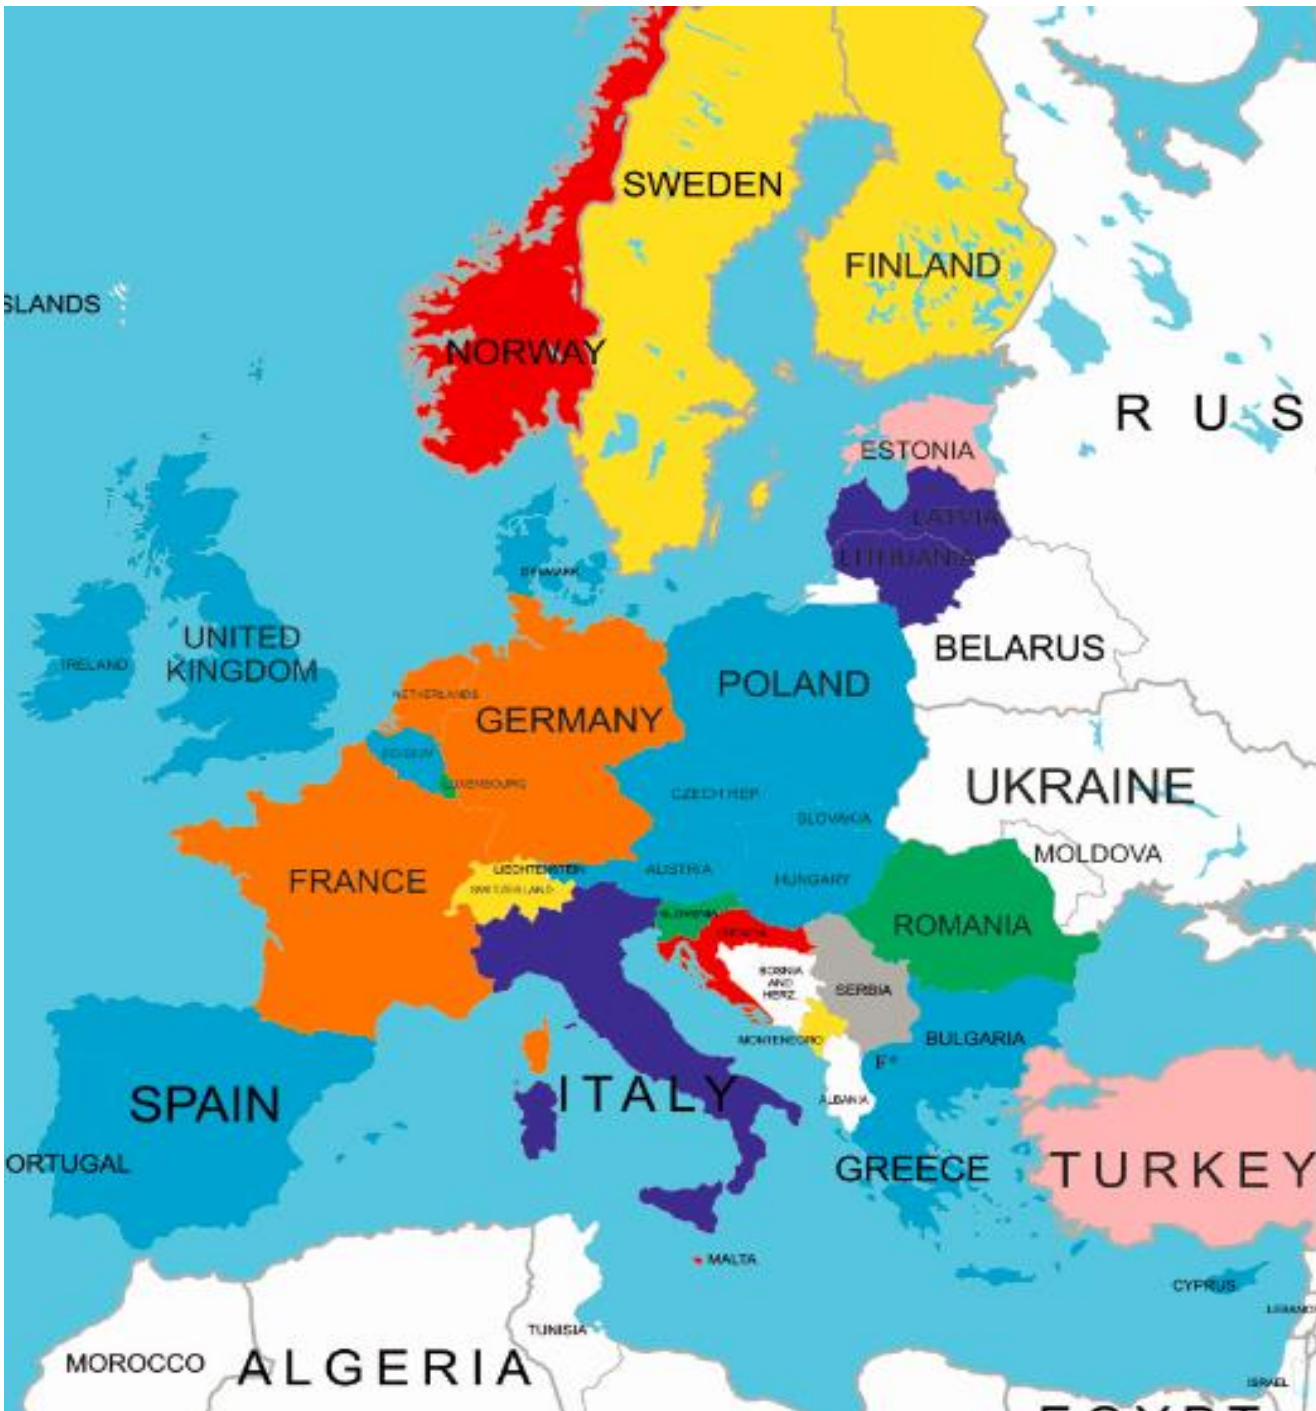 SWEDEN
FINLAND
SLANDS
NORWAY
R U S
ESTONIA
LATVIA
LITHUANIA
DENMARK
UNITED
KINGDOM
IRELAND
BELARUS
POLAND
NETHERLANDS
GERMANY
BELGIUM
LUXEMBOURG
UKRAINE
CZECH REP.
SLOVAKIA
MOLDOVA
FRANCE
LIECHTENSTEIN
SWITZERLAND
AUSTRIA
HUNGARY
SLOVENIA
ROMANIA
CROATIA
BOSNIA
AND
HERZ.
SERBIA
MONTENEGRO
BULGARIA
SPAIN
ITALY
ALBANIA
ORTUGAL
GREECE
TURKEY
MALTA
CYPRUS
LEBANO
TUNISIA
MOROCCO
ALGERIA
ISRAEL
EGYPT